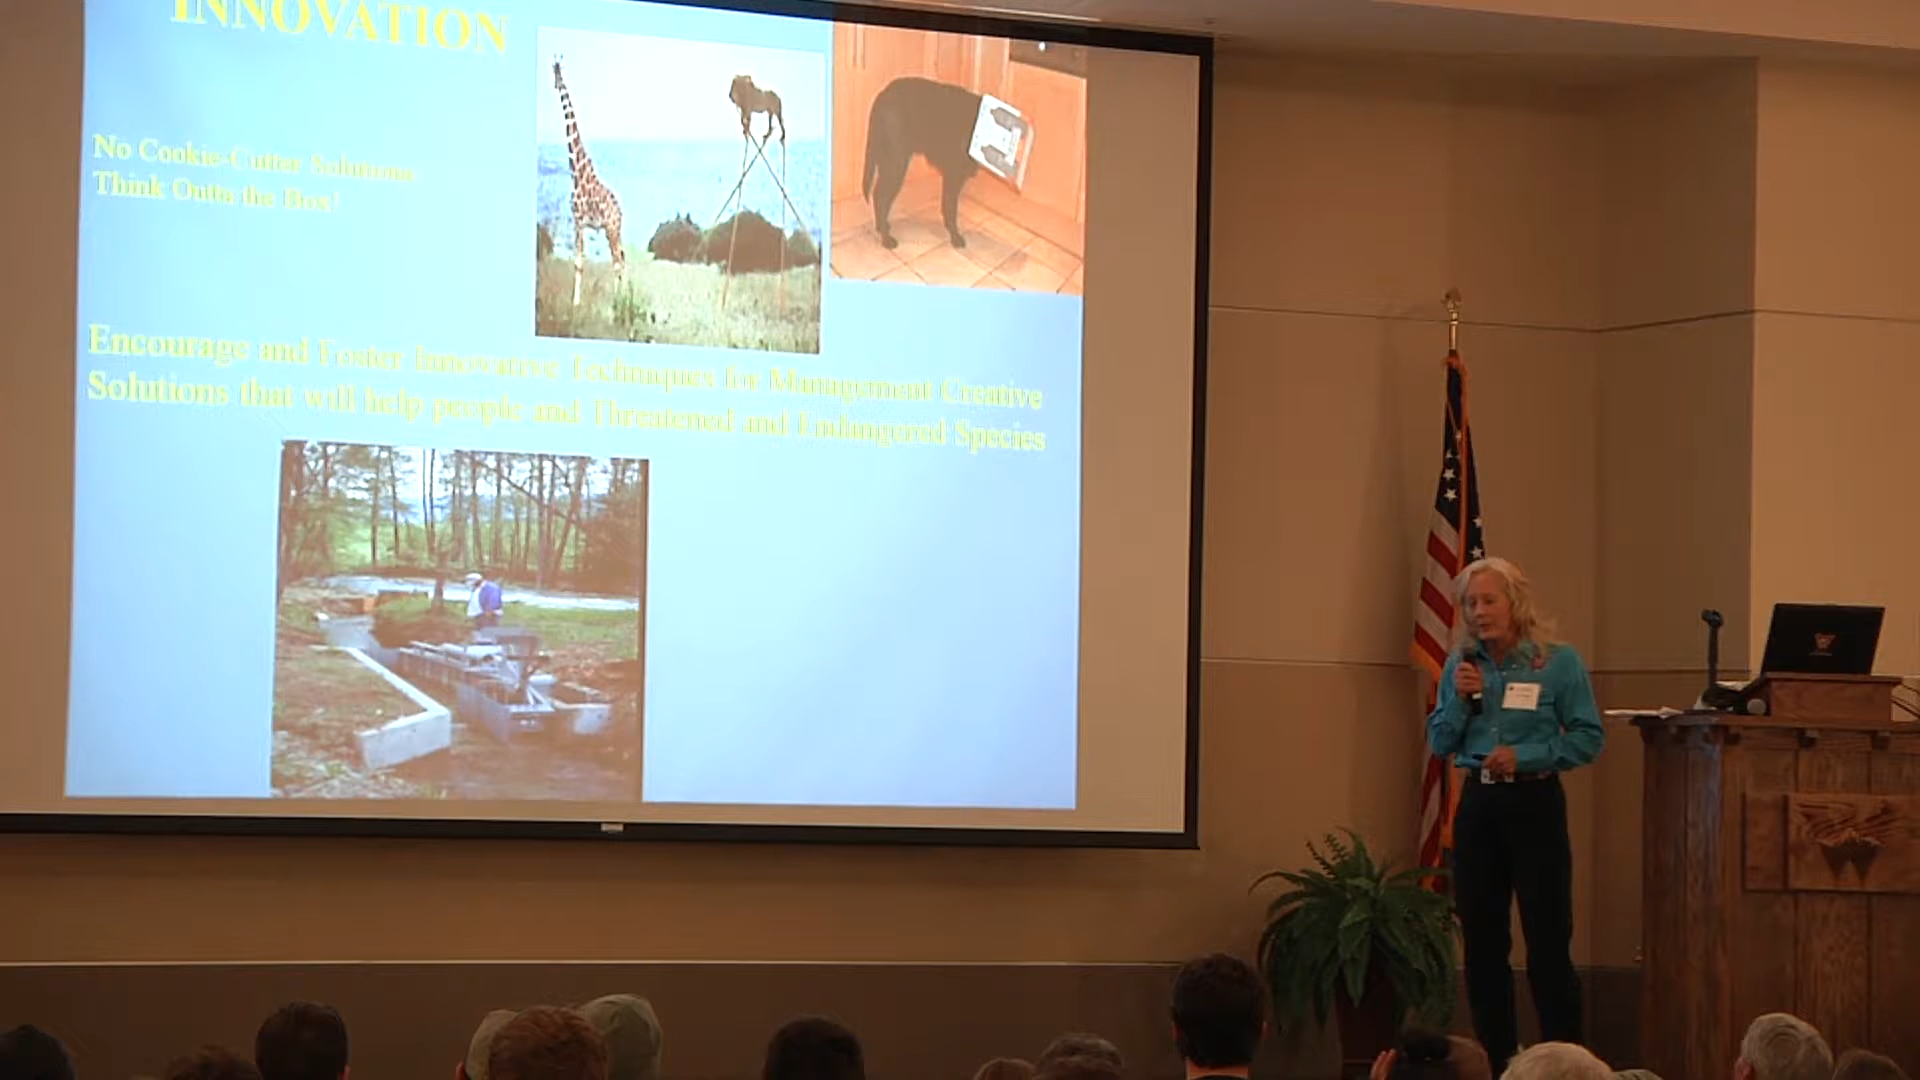 INNOVATION
No Cookie-Cutter Solutions
Think Outta the Box!
Encourage and Foster Innovative Techniques for Management Creative
Solutions that will help people and Threatened and Endangered Species